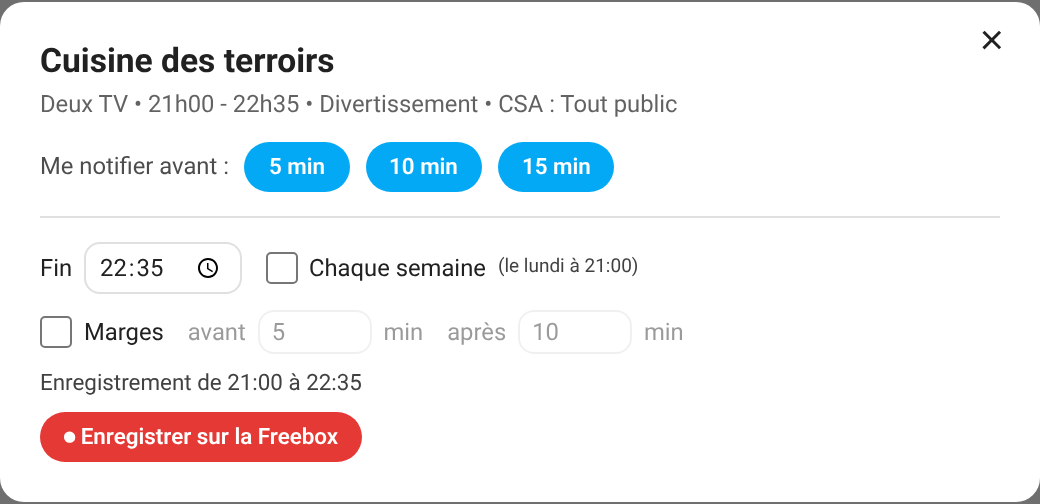 Cuisine des terroirs
Deux TV • 21h00 - 22h35 • Divertissement • CSA : Tout public
Me notifier avant : 5 min 10 min 15 min
Fin 22:35 Chaque semaine (le lundi à 21:00)
Marges avant 5 min après 10 min
Enregistrement de 21:00 à 22:35
Enregistrer sur la Freebox